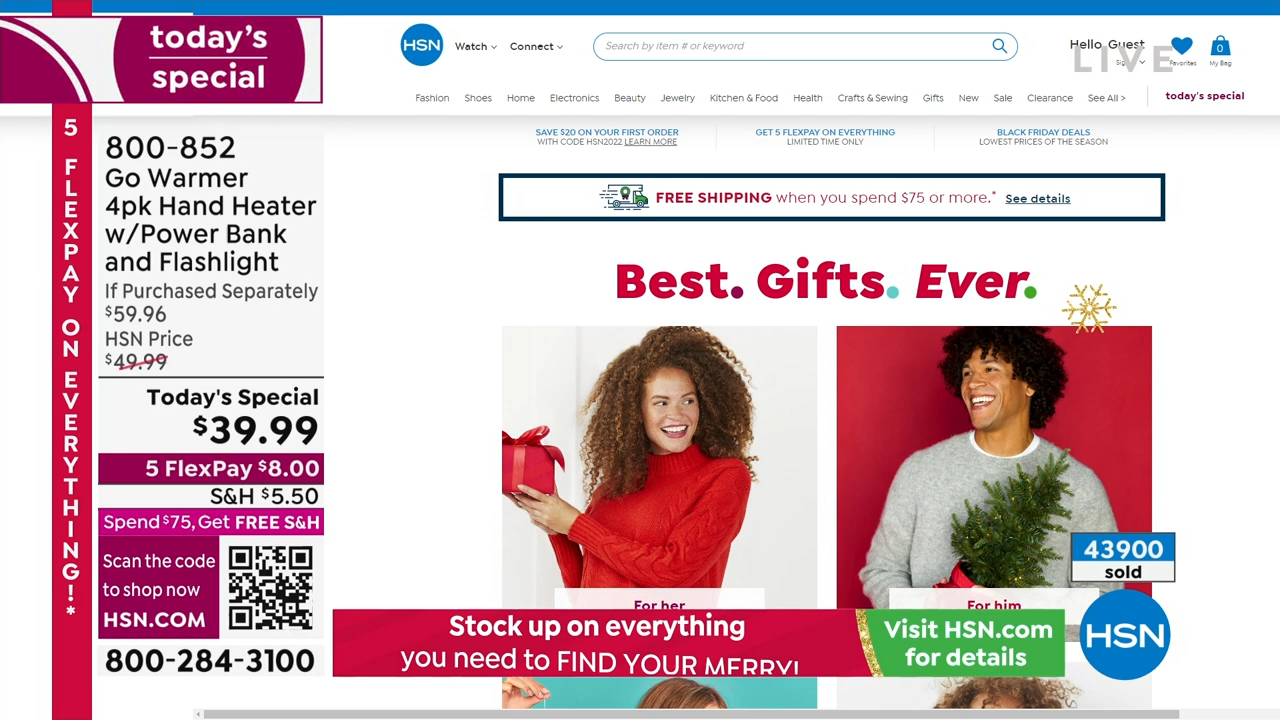 today's
special
5 FLEXPAY ON EVERYTHING!*
800-852
Go Warmer
4pk Hand Heater
w/Power Bank
and Flashlight
If Purchased Separately
$59.96
HSN Price
$49.99
Today's Special
$39.99
5 FlexPay $8.00
S&H $5.50
Spend $75, Get FREE S&H
Scan the code
to shop now
HSN.COM
800-284-3100
HSN
Watch
Connect
Search by item # or keyword
Hello, Guest
LIVE
Favorites
0
My Bag
Fashion Shoes Home Electronics Beauty Jewelry Kitchen & Food Health Crafts & Sewing Gifts New Sale Clearance See All > today's special
SAVE $20 ON YOUR FIRST ORDER
WITH CODE HSN2022 LEARN MORE
GET 5 FLEXPAY ON EVERYTHING
LIMITED TIME ONLY
BLACK FRIDAY DEALS
LOWEST PRICES OF THE SEASON
FREE SHIPPING when you spend $75 or more.* See details
Best. Gifts. Ever.
For her
For him
43900
sold
Stock up on everything
you need to FIND YOUR MERRY!
Visit HSN.com
for details
HSN